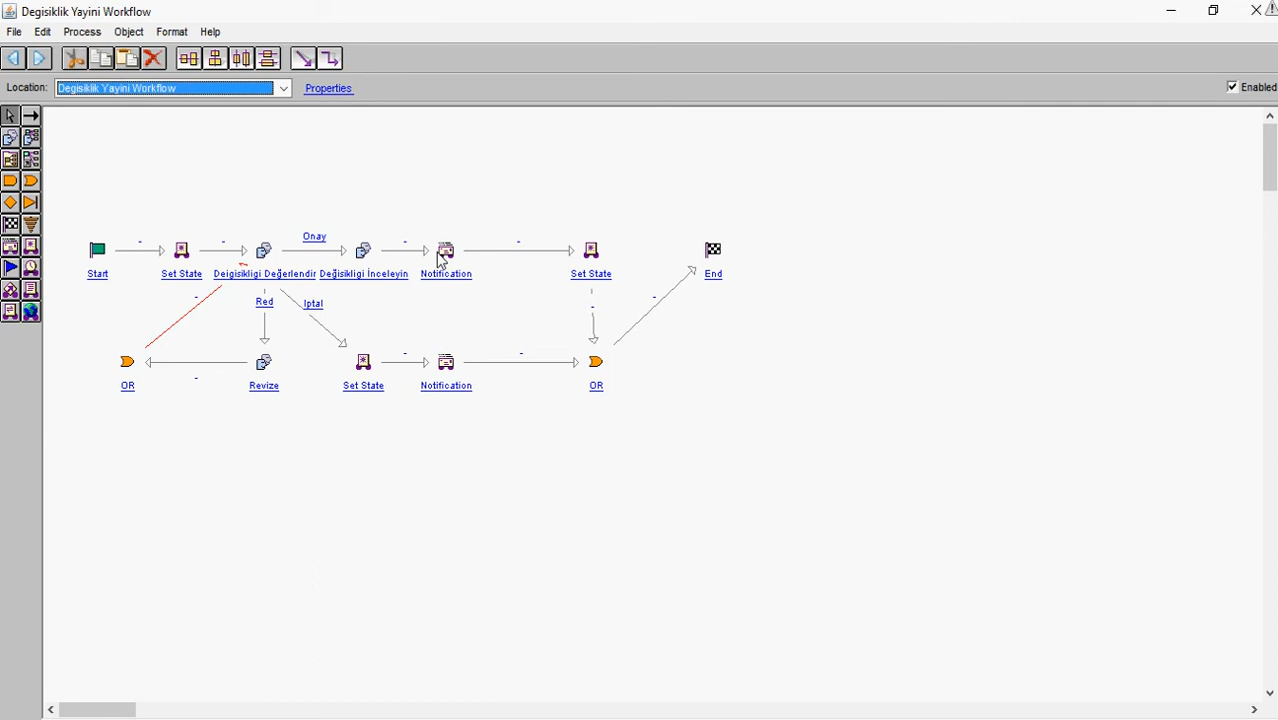 Degisiklik Yayini Workflow
File Edit Process Object Format Help
Location: Degisiklik Yayini Workflow Properties Enabled
Onay
Start Set State Deigisikligi Değerlendir Değisikligi İnceleyin Notification Set State End
Red Iptal
OR Revize Set State Notification OR